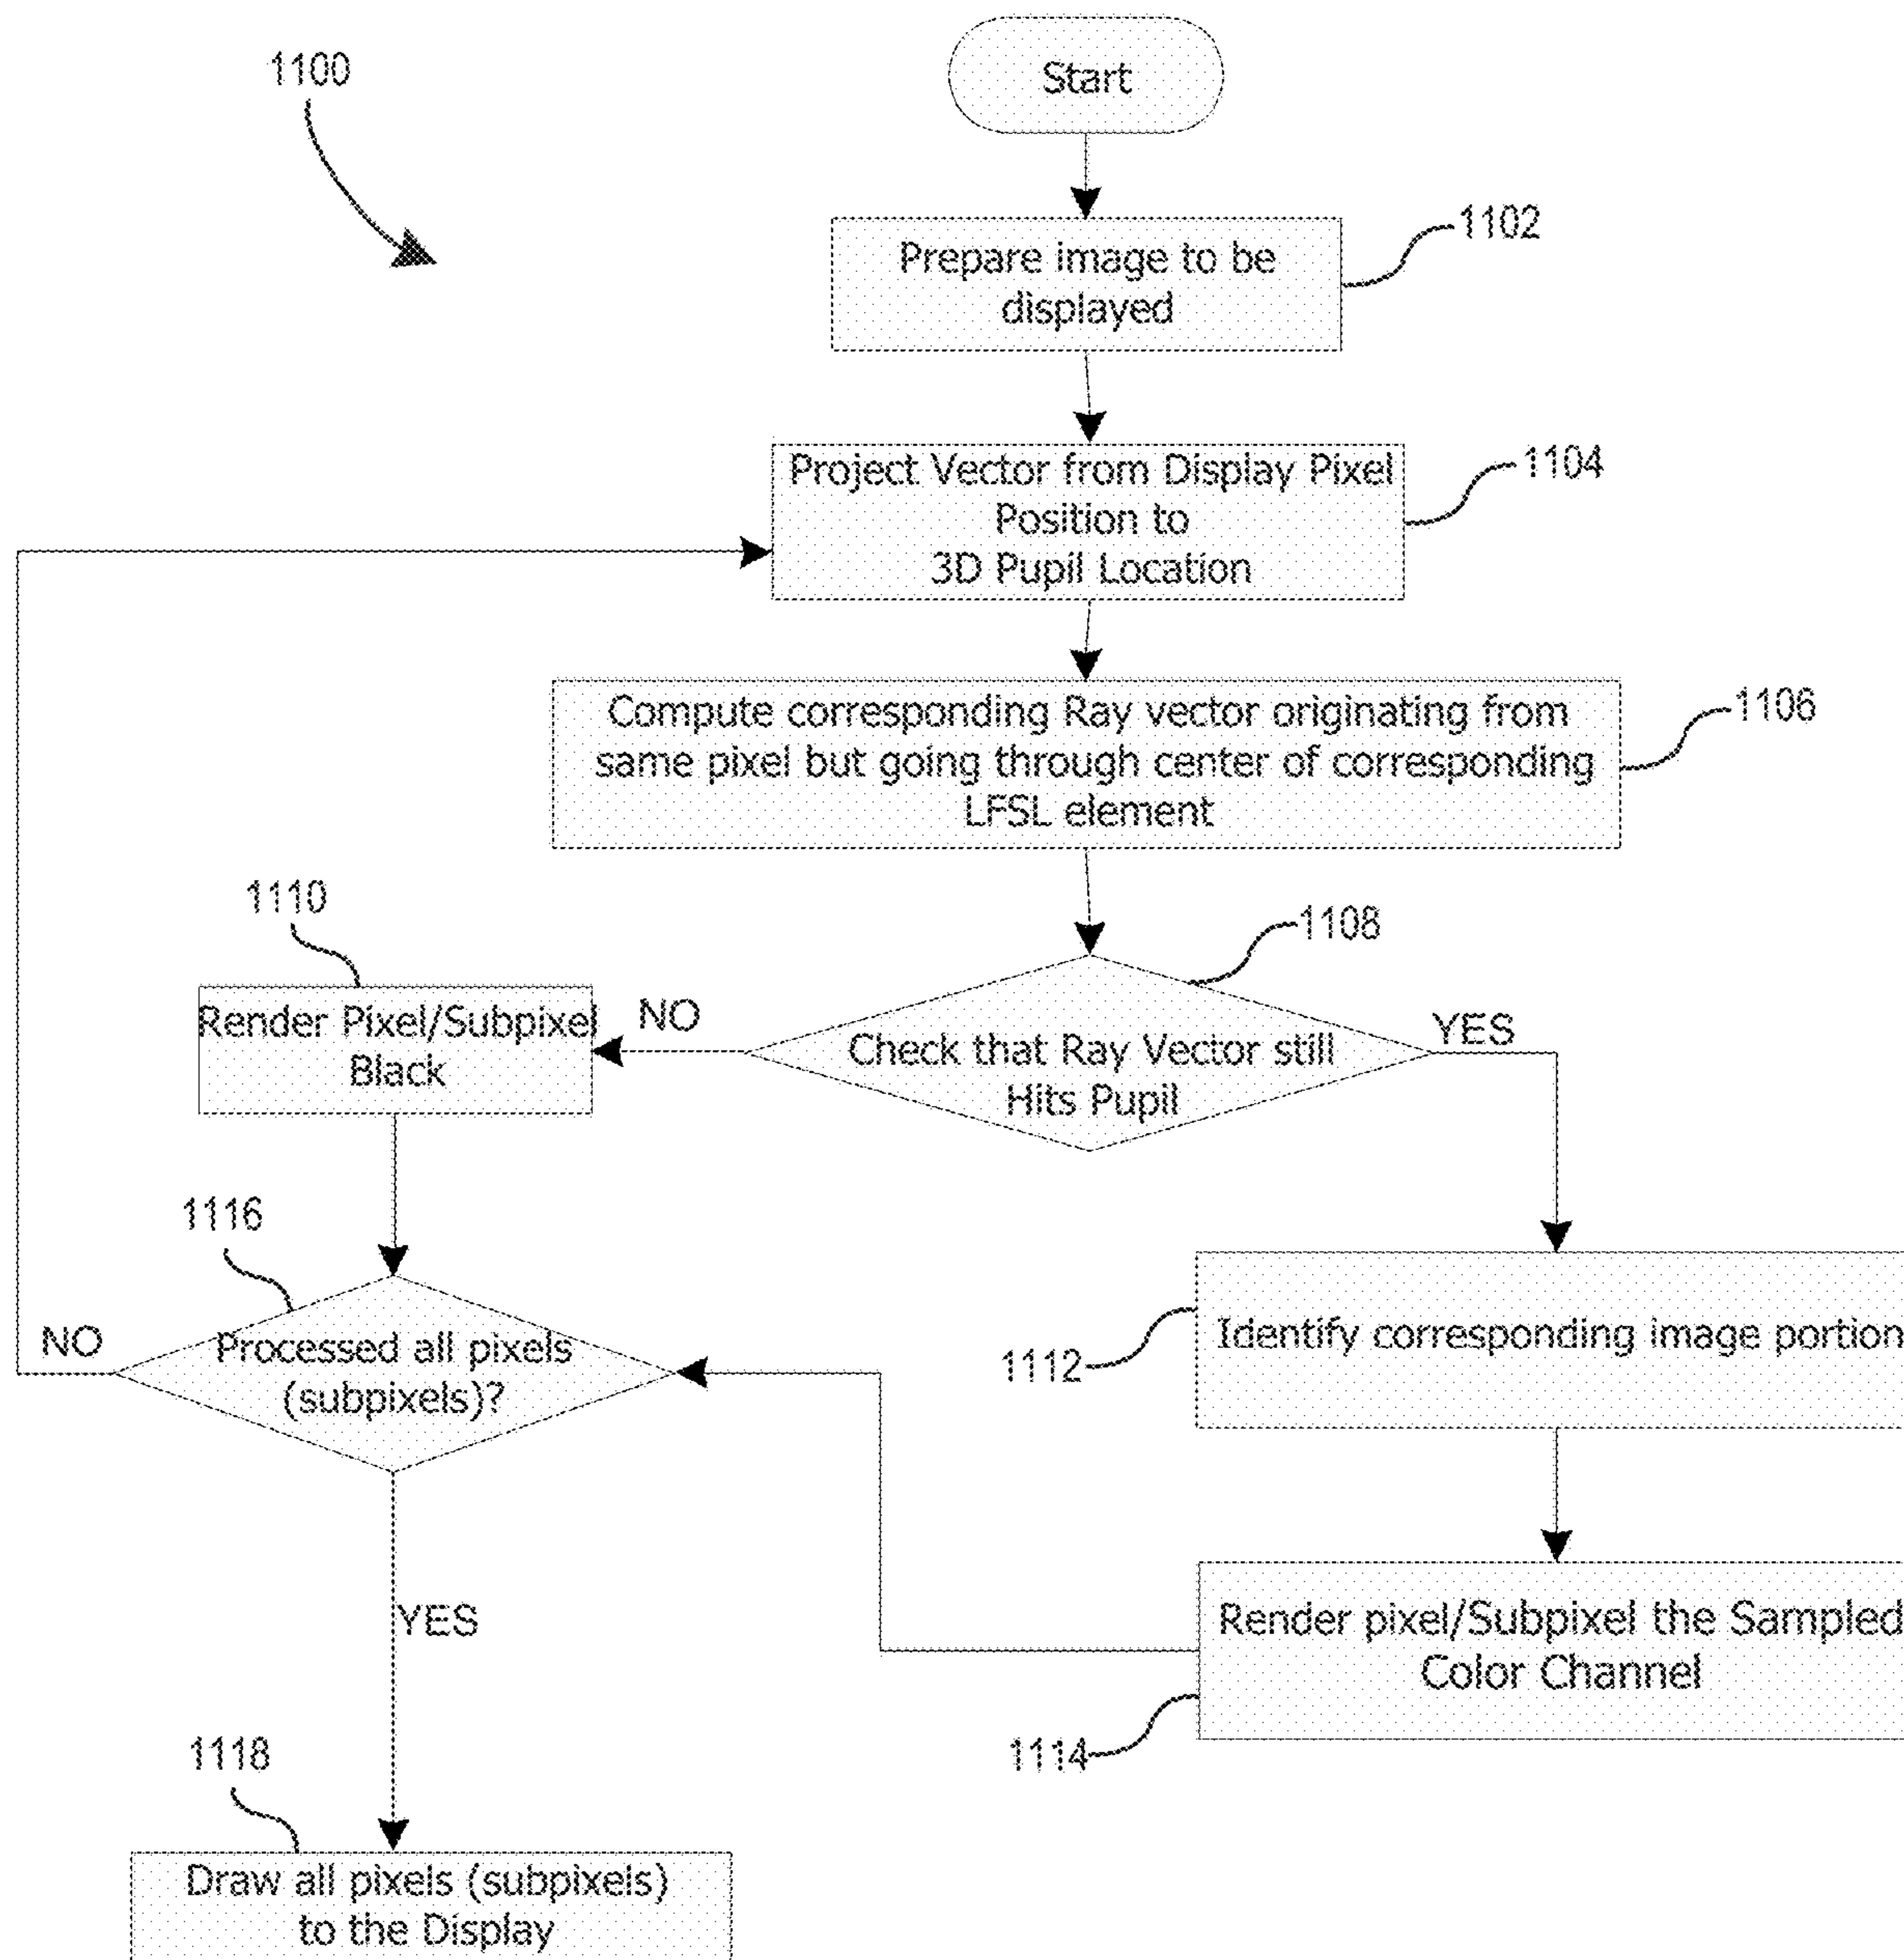 1100
Start
Prepare image to be
displayed
1102
Project Vector from Display Pixel
Position to
3D Pupil Location
1104
Compute corresponding Ray vector originating from
same pixel but going through center of corresponding
LFSL element
1106
1110
1108
Render Pixel/Subpixel
Black
NO
Check that Ray Vector still
Hits Pupil
YES
1116
NO
Processed all pixels
(subpixels)?
Identify corresponding image portion
1112
YES
Render pixel/Subpixel the Sampled
Color Channel
1114
1118
Draw all pixels (subpixels)
to the Display